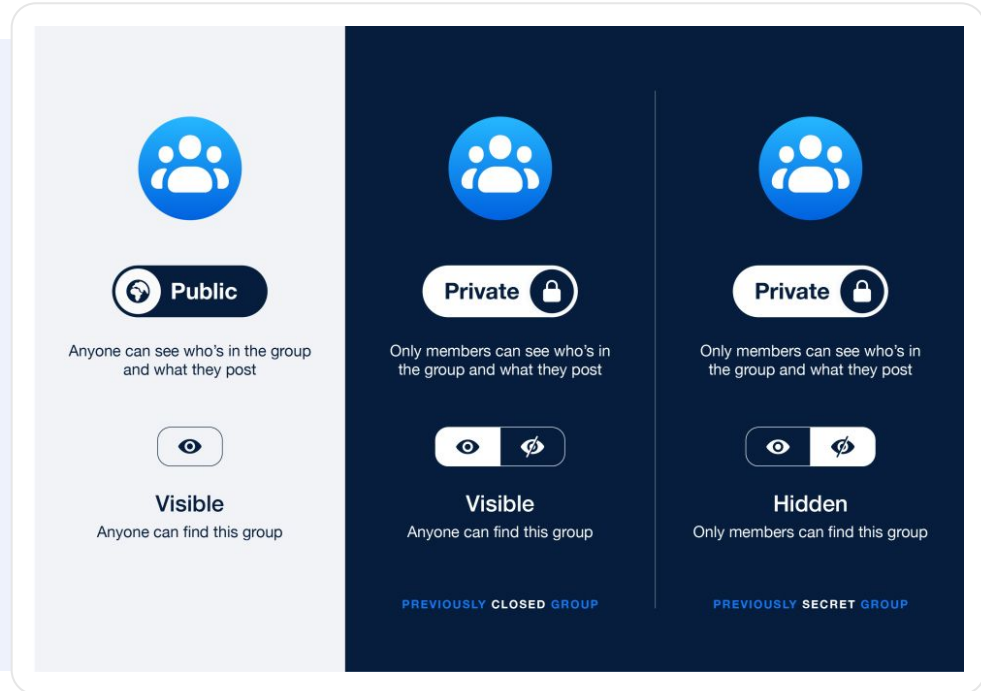 Public
Anyone can see who's in the group
and what they post
Visible
Anyone can find this group
Private
Only members can see who's in
the group and what they post
Visible
Anyone can find this group
PREVIOUSLY CLOSED GROUP
Private
Only members can see who's in
the group and what they post
Hidden
Only members can find this group
PREVIOUSLY SECRET GROUP